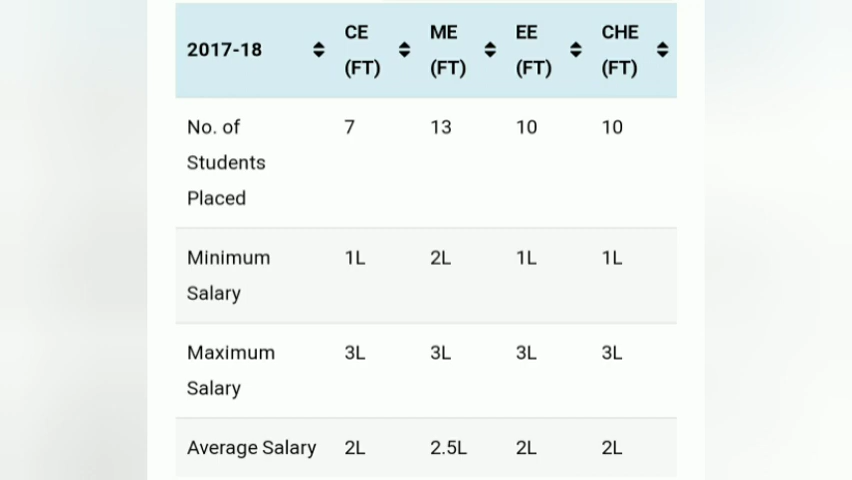 2017-18 CE (FT) ME (FT) EE (FT) CHE (FT)
No. of Students Placed 7 13 10 10
Minimum Salary 1L 2L 1L 1L
Maximum Salary 3L 3L 3L 3L
Average Salary 2L 2.5L 2L 2L